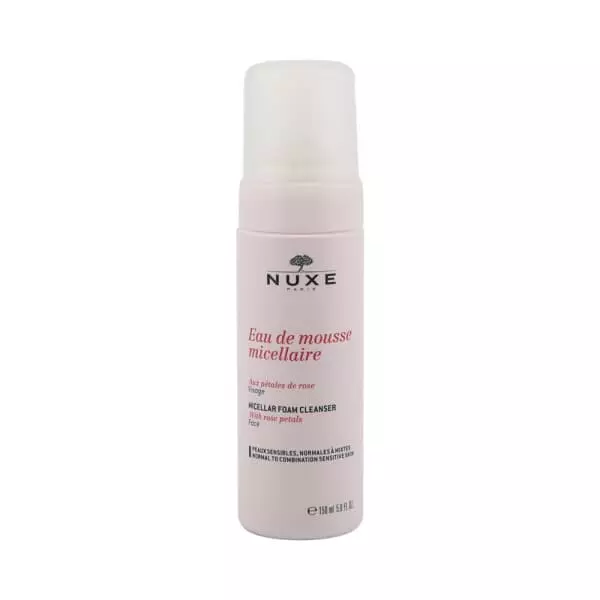 NUXE
PARIS
Eau de mousse
micellaire
Aux pétales de rose
Visage
MICELLAR FOAM CLEANSER
With rose petals
Face
PEAUX SENSIBLES, NORMALES À MIXTES
NORMAL TO COMBINATION SENSITIVE SKIN
℮ 150 ml 5.0 fl. oz.